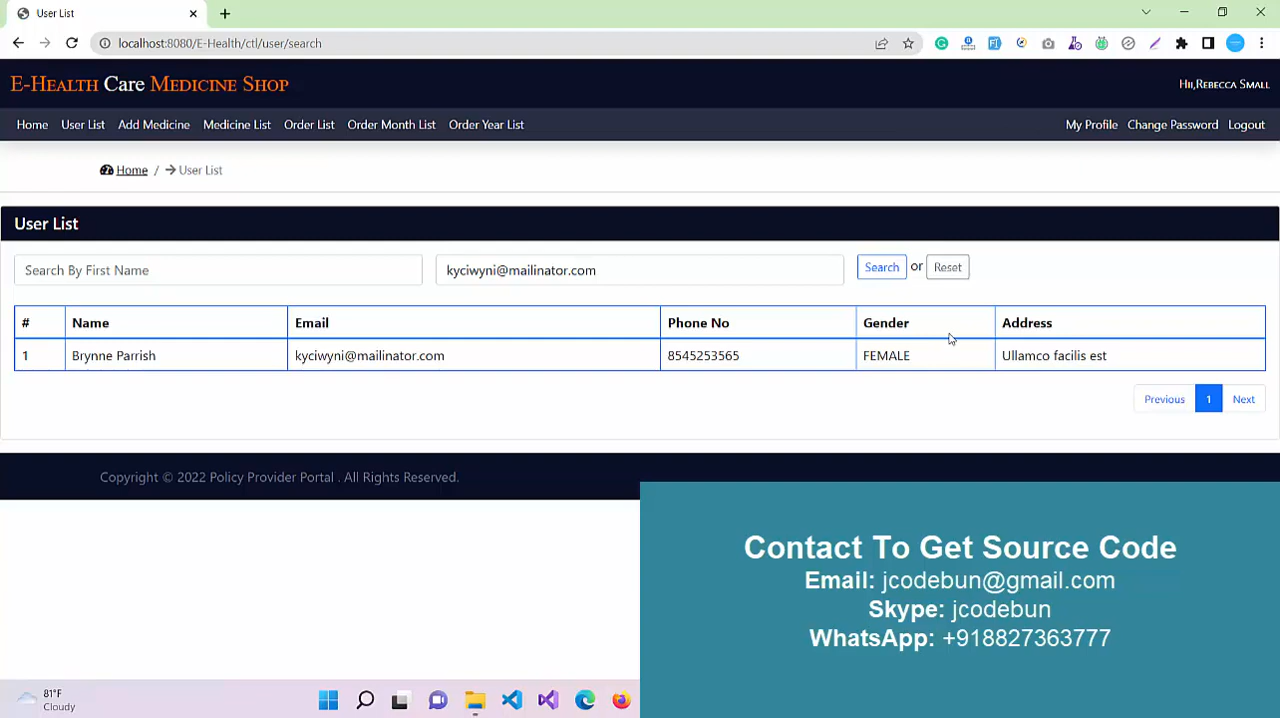 User List
localhost:8080/E-Health/ctl/user/search
E-Health Care Medicine Shop
Hii,Rebecca Small
Home User List Add Medicine Medicine List Order List Order Month List Order Year List My Profile Change Password Logout
Home / User List
User List
Search By First Name kyciwyni@mailinator.com Search or Reset
# Name Email Phone No Gender Address
1 Brynne Parrish kyciwyni@mailinator.com 8545253565 FEMALE Ullamco facilis est
Previous 1 Next
Copyright © 2022 Policy Provider Portal . All Rights Reserved.
Contact To Get Source Code
Email: jcodebun@gmail.com
Skype: jcodebun
WhatsApp: +918827363777
81°F
Cloudy